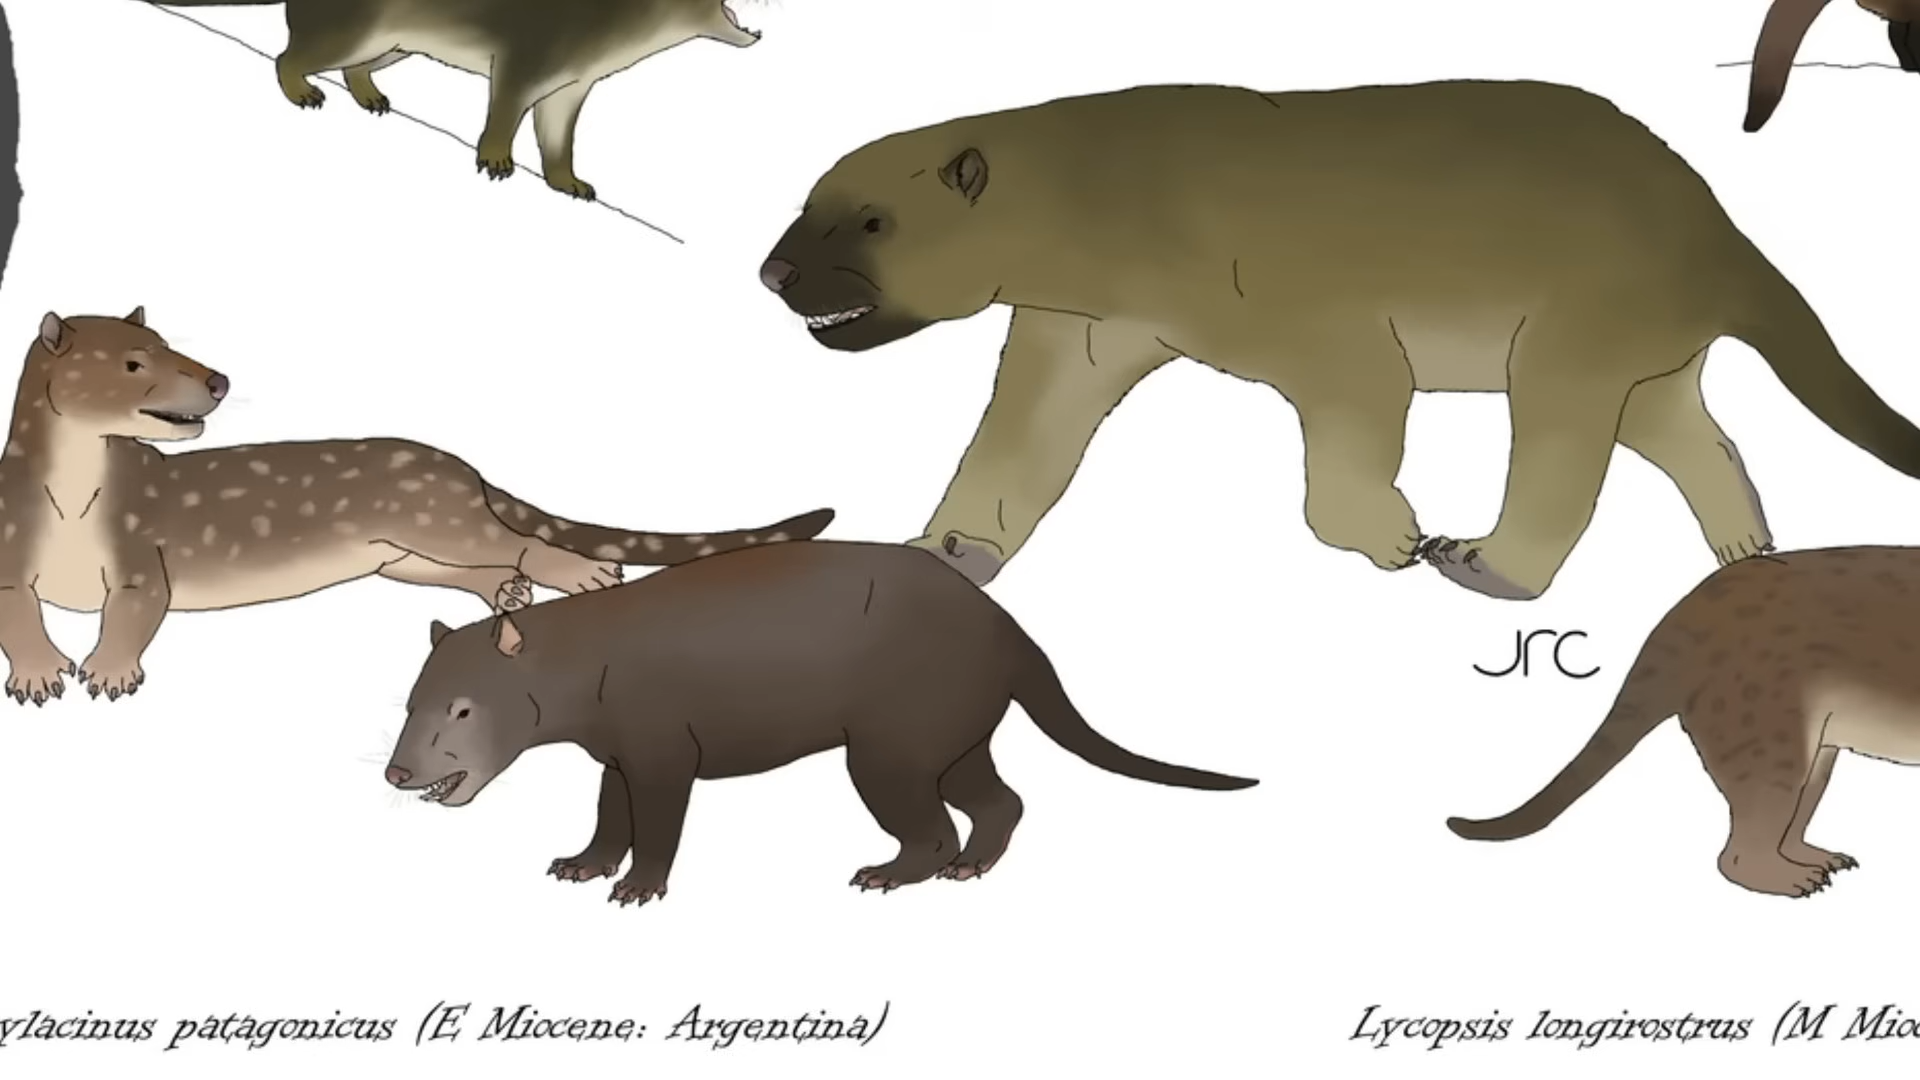 JrC
ylacinus patagonicus (E Miocene: Argentina)
Lycopsis longirostrus (M Mioc